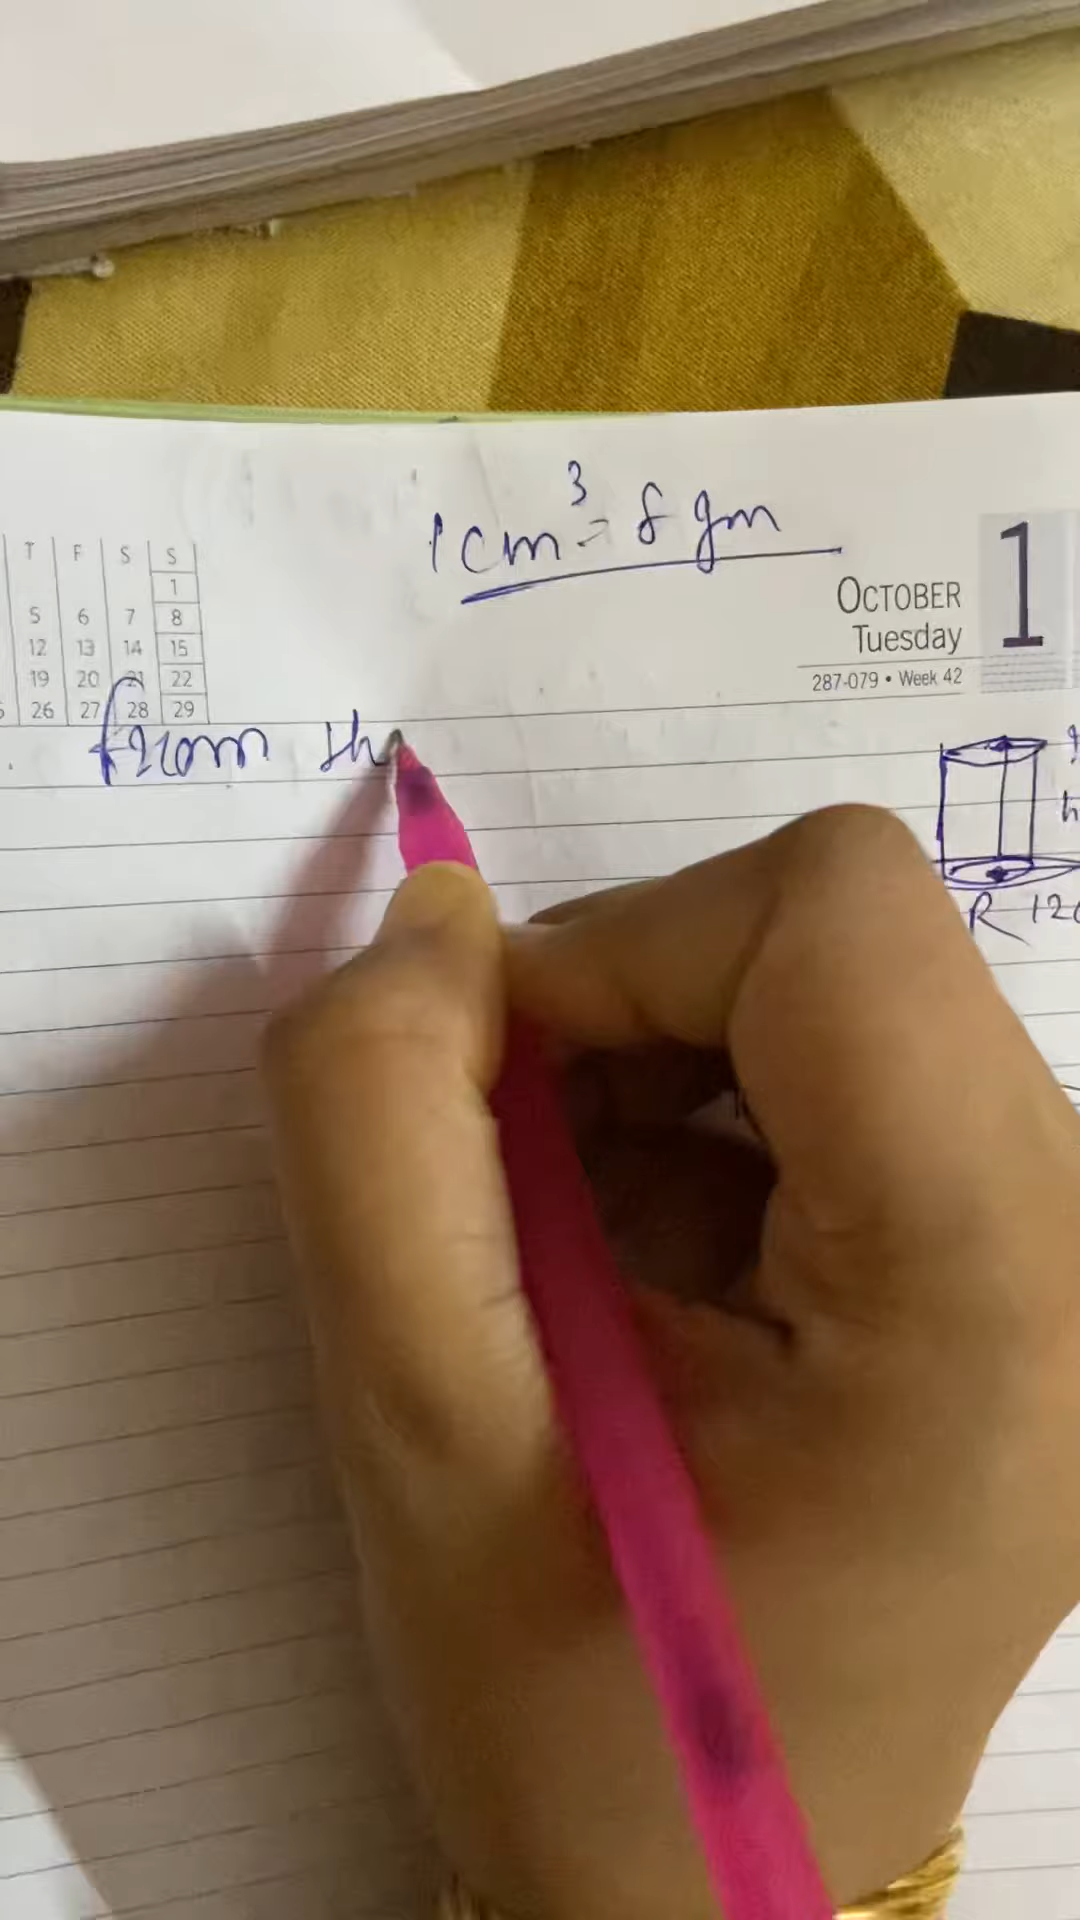 1 cm³ = 8 gm
OCTOBER 1
Tuesday
287-079 • Week 42
T F S S
1
5 6 7 8
12 13 14 15
19 20 21 22
26 27 28 29
from th
h
R 12